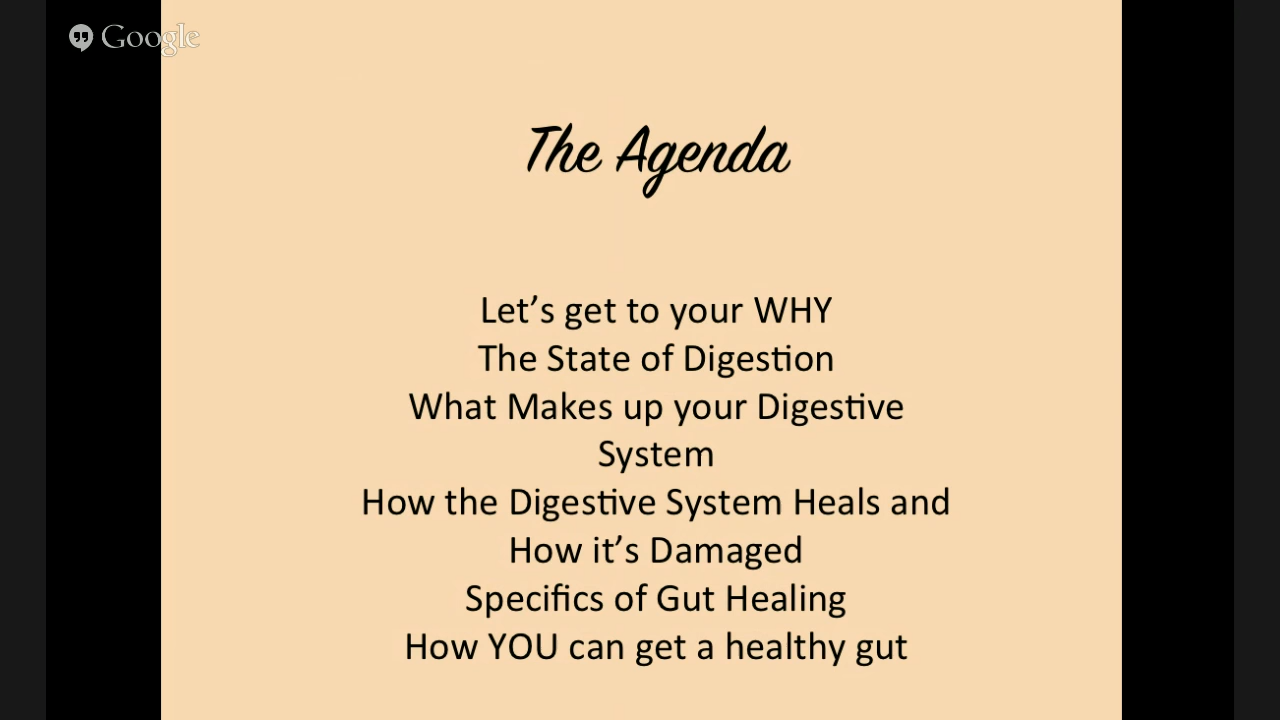 Google
The Agenda
Let’s get to your WHY
The State of Digestion
What Makes up your Digestive
System
How the Digestive System Heals and
How it’s Damaged
Specifics of Gut Healing
How YOU can get a healthy gut